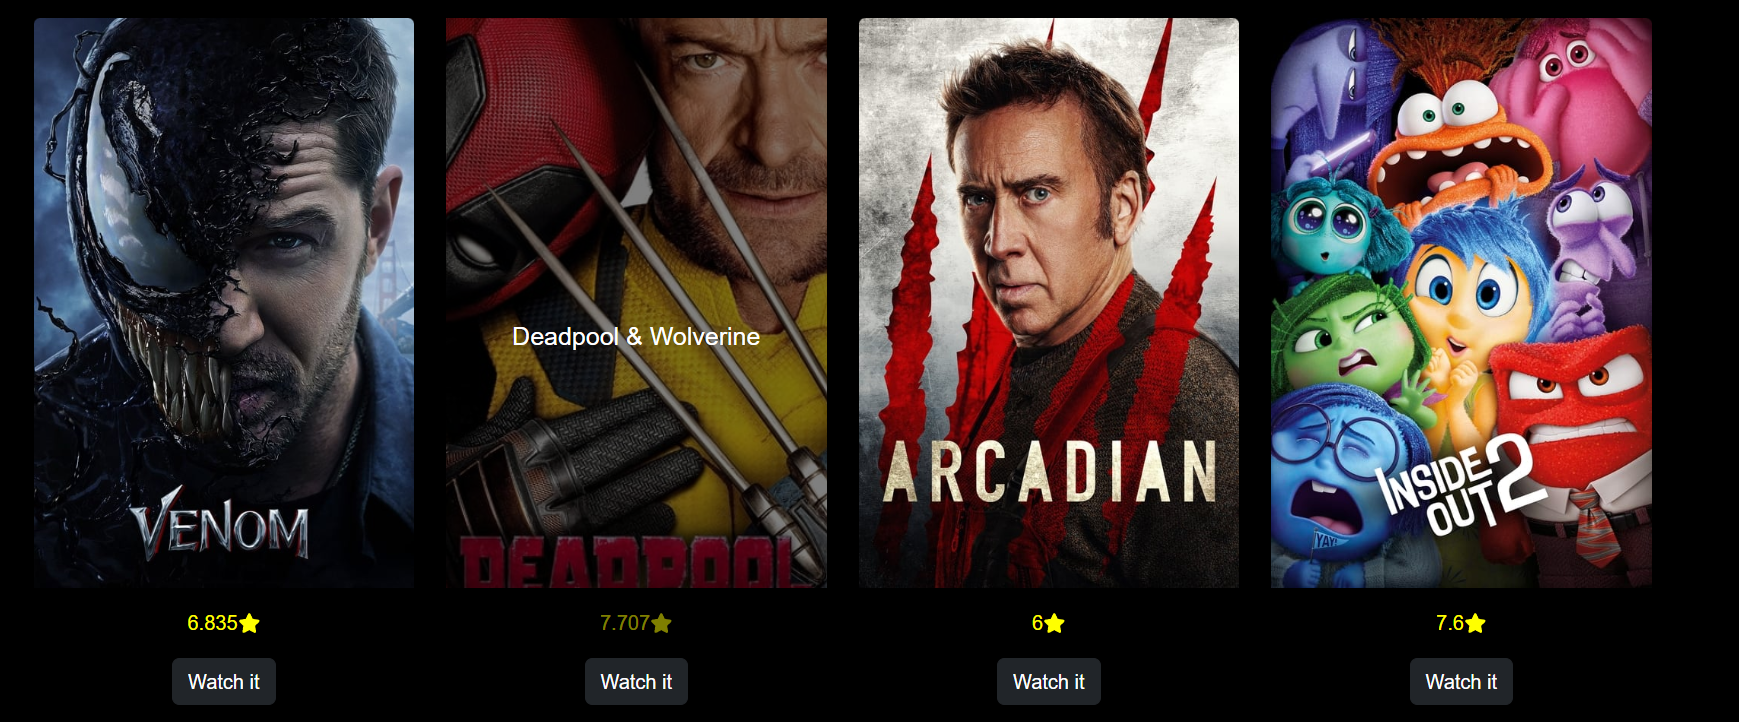 VENOM
Deadpool & Wolverine
DEADPOOL
ARCADIAN
INSIDE
OUT 2
YAY!
6.835
7.707
6
7.6
Watch it
Watch it
Watch it
Watch it